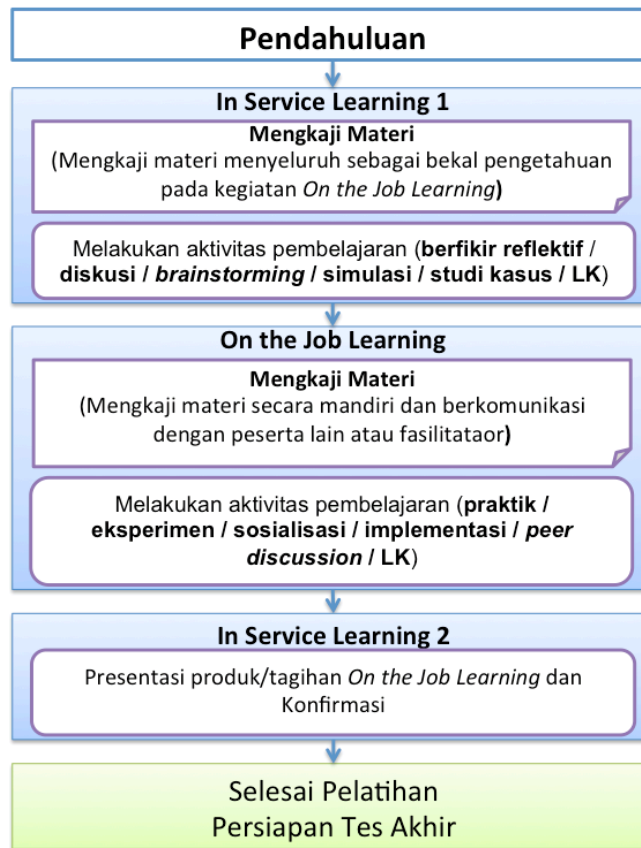 Pendahuluan
In Service Learning 1
Mengkaji Materi
(Mengkaji materi menyeluruh sebagai bekal pengetahuan
pada kegiatan On the Job Learning)
Melakukan aktivitas pembelajaran (berfikir reflektif /
diskusi / brainstorming / simulasi / studi kasus / LK)
On the Job Learning
Mengkaji Materi
(Mengkaji materi secara mandiri dan berkomunikasi
dengan peserta lain atau fasilitataor)
Melakukan aktivitas pembelajaran (praktik /
eksperimen / sosialisasi / implementasi / peer
discussion / LK)
In Service Learning 2
Presentasi produk/tagihan On the Job Learning dan
Konfirmasi
Selesai Pelatihan
Persiapan Tes Akhir